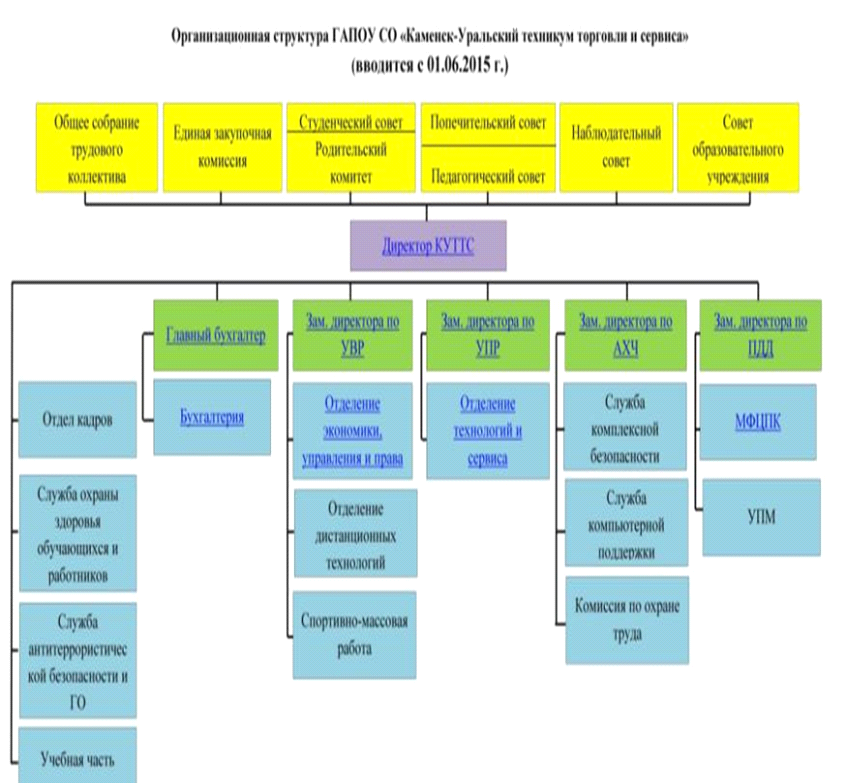 Организационная структура ГАПОУ СО «Каменск-Уральский техникум торговли и сервиса»
(вводится с 01.06.2015 г.)
Общее собрание
трудового
коллектива
Единая закупочная
комиссия
Студенческий совет
Родительский
комитет
Попечительский совет
Педагогический совет
Наблюдательный
совет
Совет
образовательного
учреждения
Директор КУТТС
Главный бухгалтер
Зам. директора по
УВР
Зам. директора по
УПР
Зам. директора по
АХЧ
Зам. директора по
ПДД
Отдел кадров
Служба охраны
здоровья
обучающихся и
работников
Служба
антитеррористичес
кой безопасности и
ГО
Учебная часть
Бухгалтерия
Отделение
экономики,
управления и права
Отделение
дистанционных
технологий
Спортивно-массовая
работа
Отделение
технологий и
сервиса
Служба
комплексной
безопасности
Служба
компьютерной
поддержки
Комиссия по охране
труда
МФЦПК
УПМ